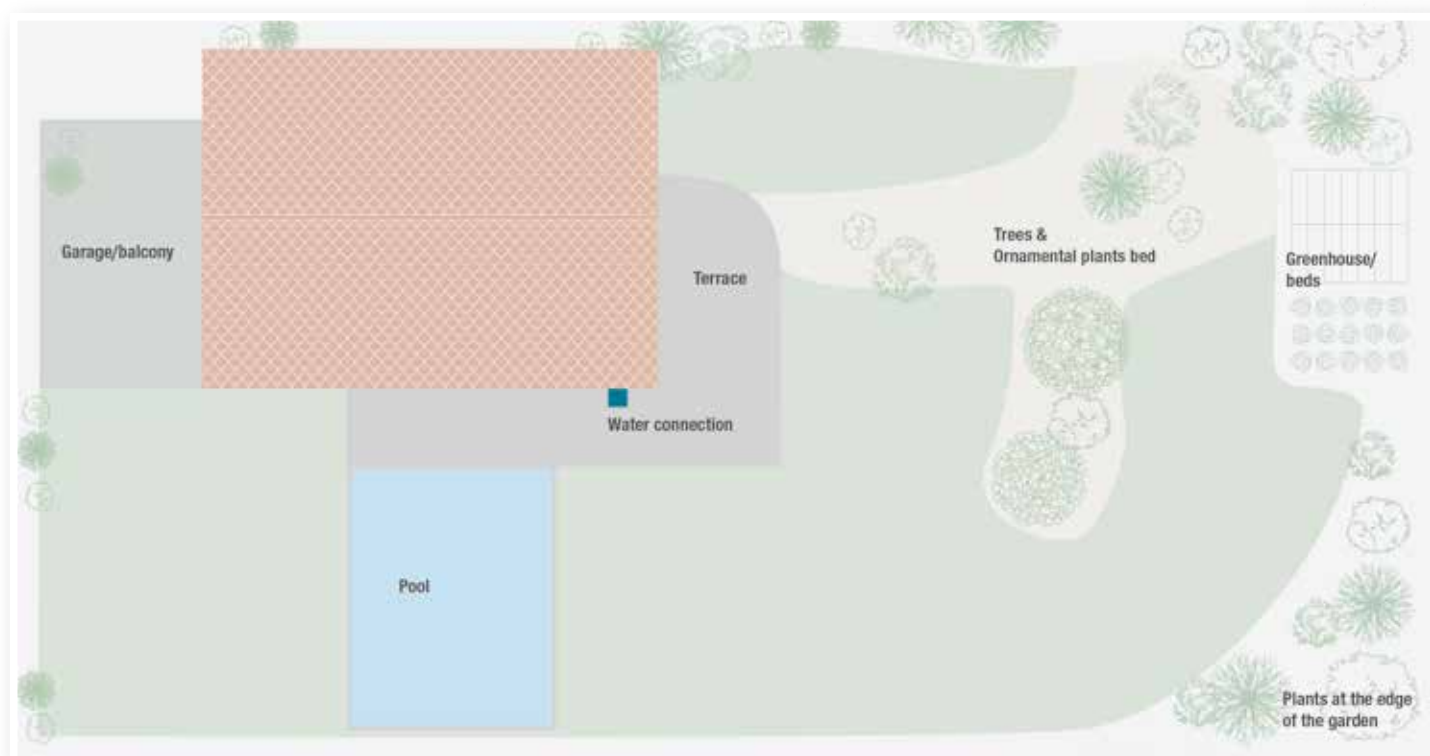 Garage/balcony
Terrace
Trees &
Ornamental plants bed
Greenhouse/
beds
Water connection
Pool
Plants at the edge
of the garden